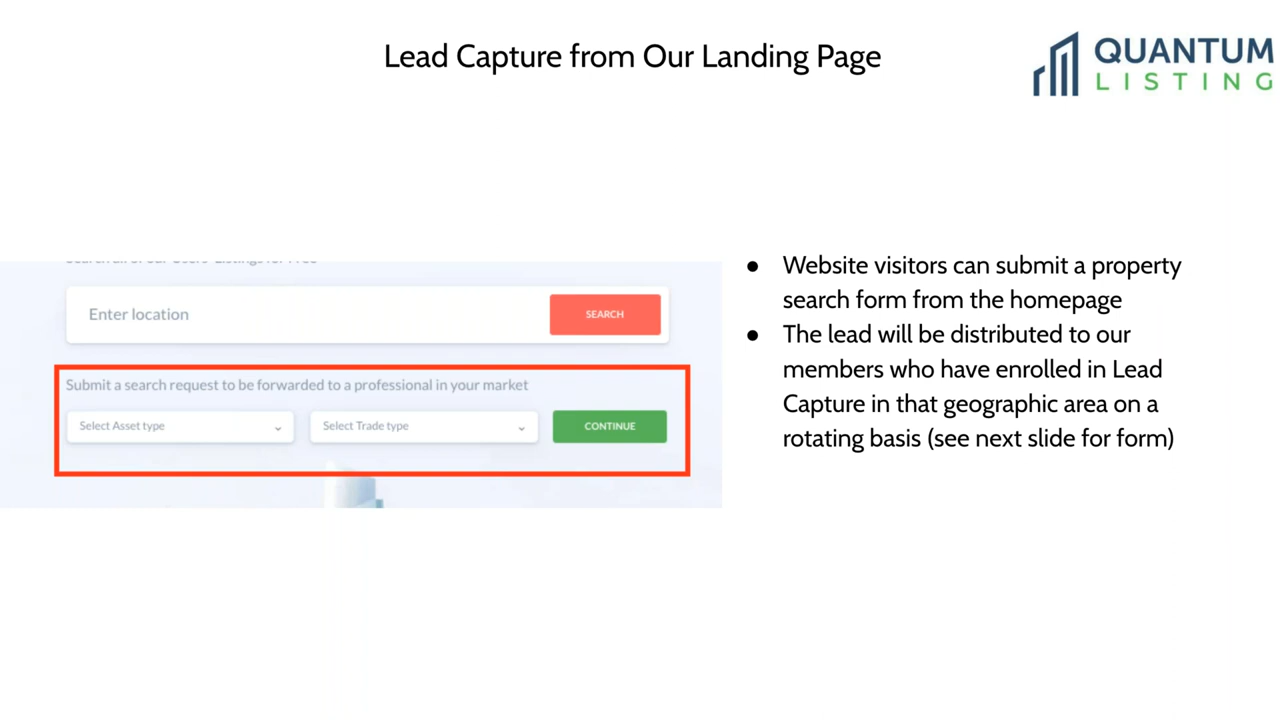 Lead Capture from Our Landing Page
QUANTUM
LISTING
Enter location
SEARCH
Submit a search request to be forwarded to a professional in your market
Select Asset type
Select Trade type
CONTINUE
● Website visitors can submit a property
search form from the homepage
● The lead will be distributed to our
members who have enrolled in Lead
Capture in that geographic area on a
rotating basis (see next slide for form)